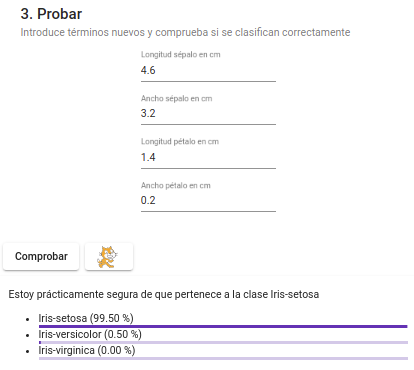 3. Probar
Introduce términos nuevos y comprueba si se clasifican correctamente
Longitud sépalo en cm
4.6
Ancho sépalo en cm
3.2
Longitud pétalo en cm
1.4
Ancho pétalo en cm
0.2
Comprobar
Estoy prácticamente segura de que pertenece a la clase Iris-setosa
• Iris-setosa (99.50 %)
• Iris-versicolor (0.50 %)
• Iris-virginica (0.00 %)